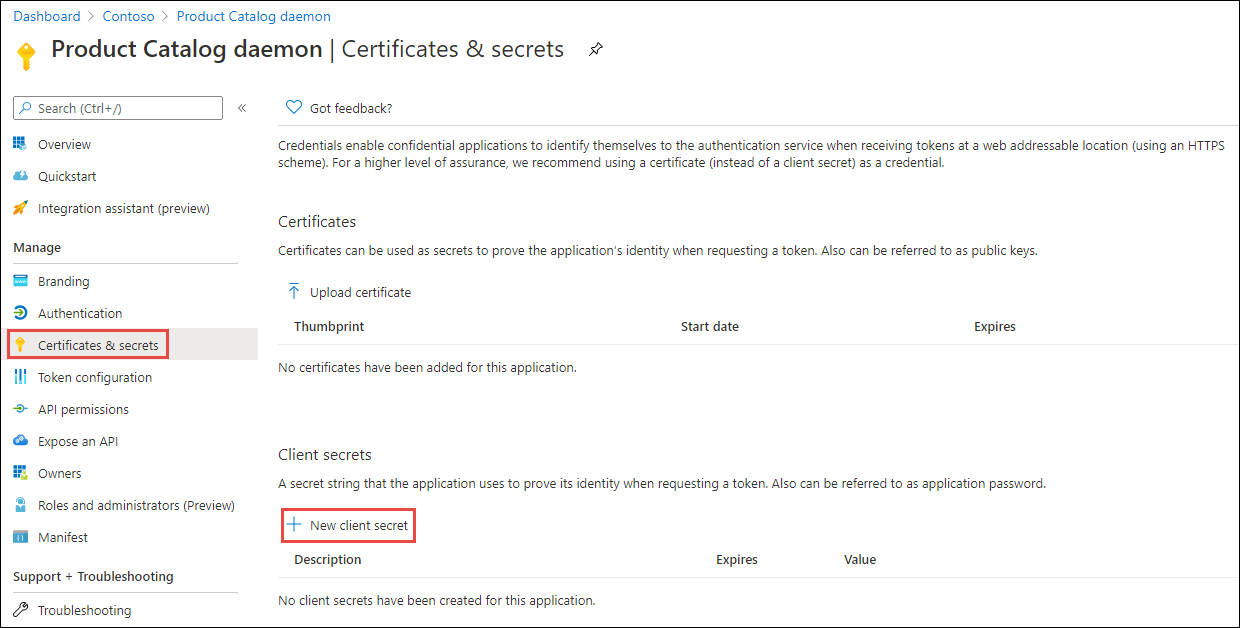 Dashboard > Contoso > Product Catalog daemon
Product Catalog daemon | Certificates & secrets
Search (Ctrl+/)
«
Overview
Quickstart
Integration assistant (preview)
Manage
Branding
Authentication
Certificates & secrets
Token configuration
API permissions
Expose an API
Owners
Roles and administrators (Preview)
Manifest
Support + Troubleshooting
Troubleshooting
Got feedback?
Credentials enable confidential applications to identify themselves to the authentication service when receiving tokens at a web addressable location (using an HTTPS
scheme). For a higher level of assurance, we recommend using a certificate (instead of a client secret) as a credential.
Certificates
Certificates can be used as secrets to prove the application's identity when requesting a token. Also can be referred to as public keys.
Upload certificate
Thumbprint Start date Expires
No certificates have been added for this application.
Client secrets
A secret string that the application uses to prove its identity when requesting a token. Also can be referred to as application password.
New client secret
Description Expires Value
No client secrets have been created for this application.